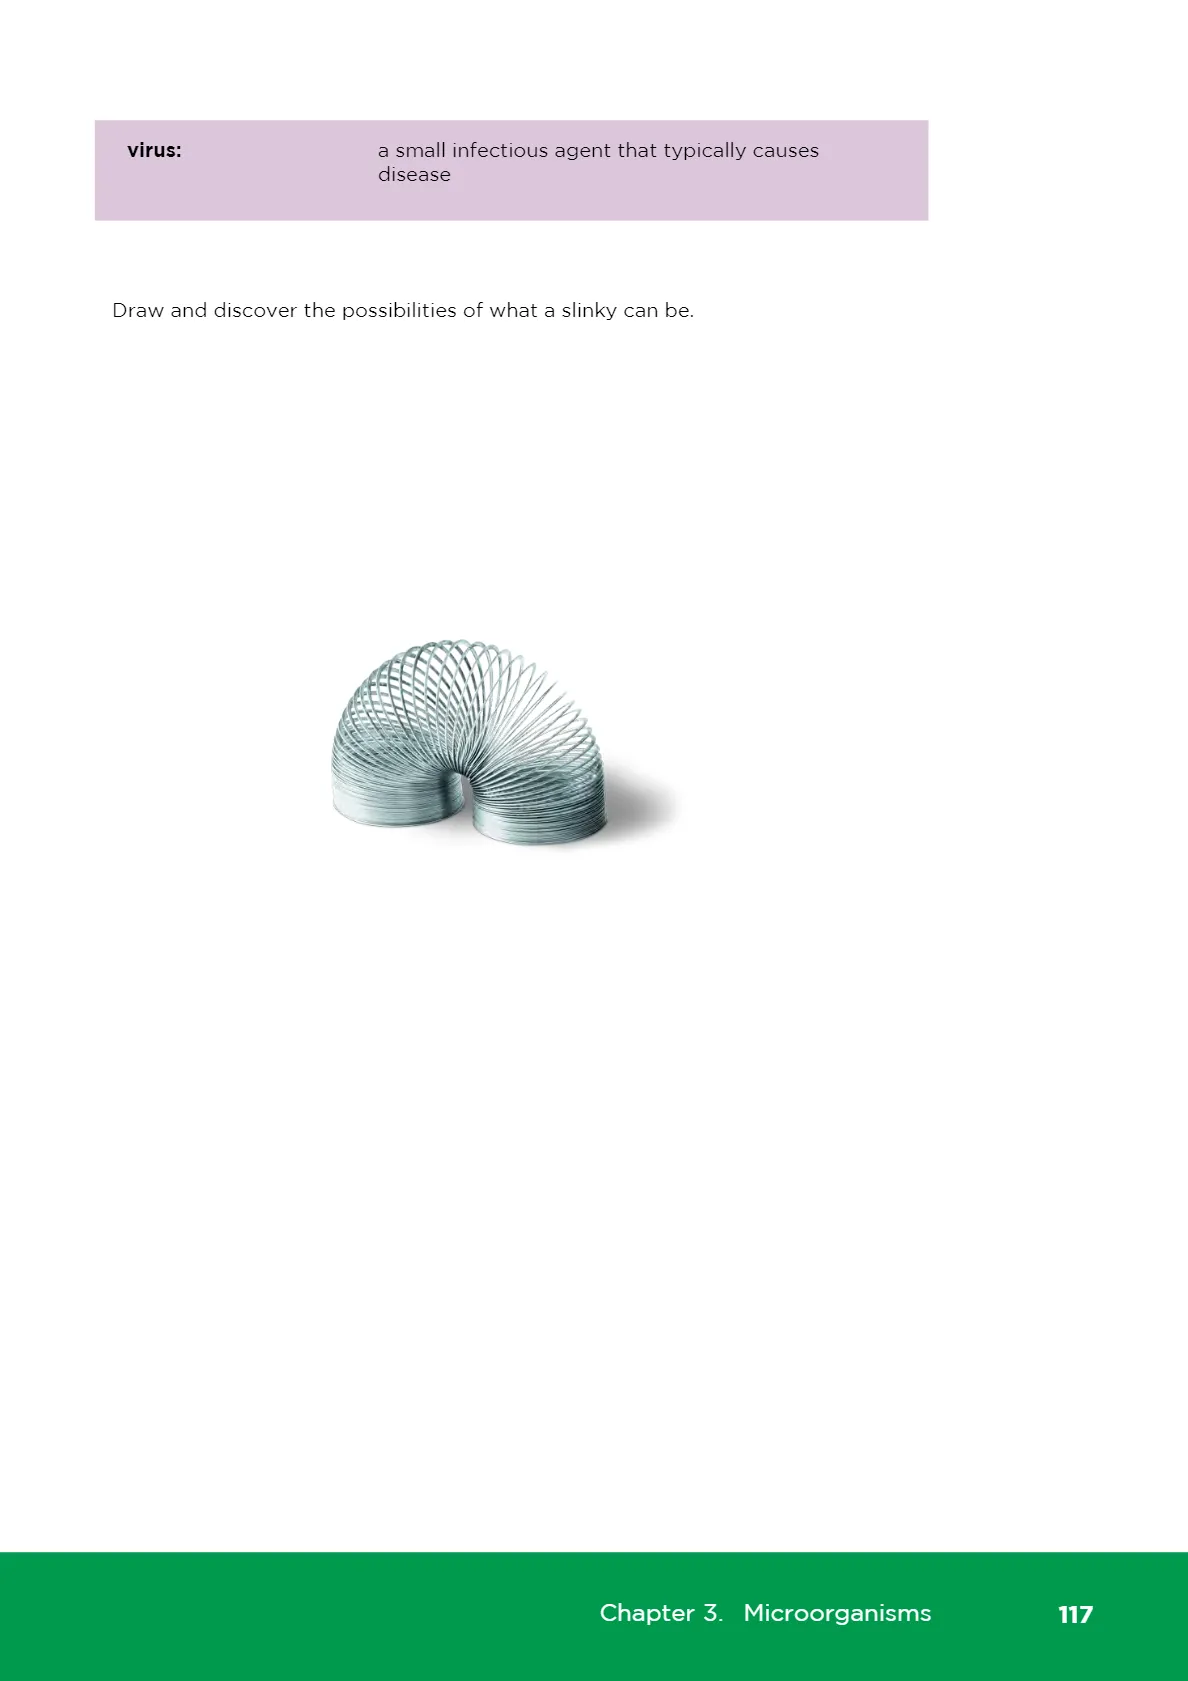 virus:
a small infectious agent that typically causes
disease
Draw and discover the possibilities of what a slinky can be.
Chapter 3. Microorganisms
117